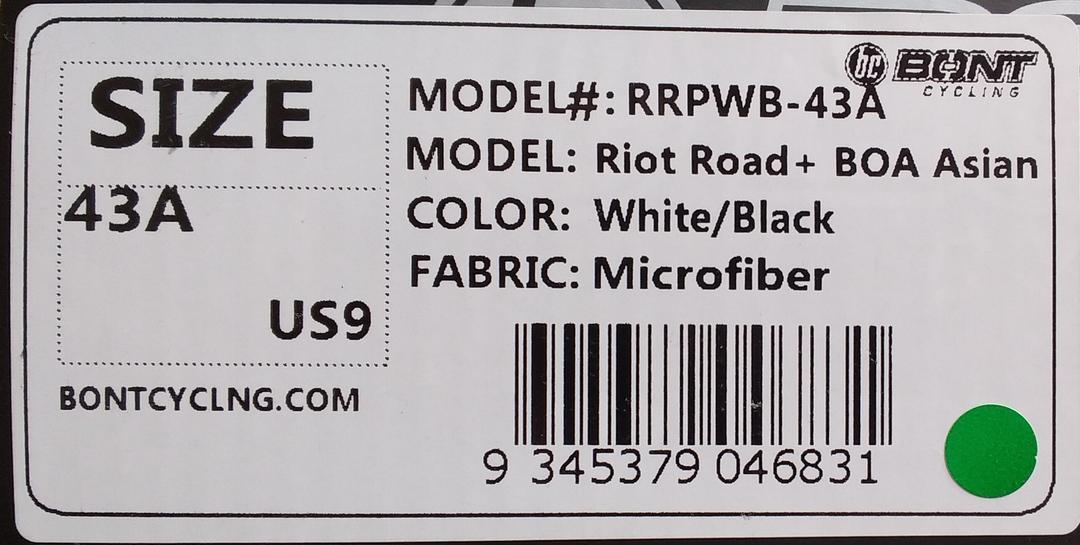 bc BONT
CYCLING
SIZE
43A
US9
BONTCYCLNG.COM
MODEL#: RRPWB-43A
MODEL: Riot Road+ BOA Asian
COLOR: White/Black
FABRIC: Microfiber
9 345379 046831